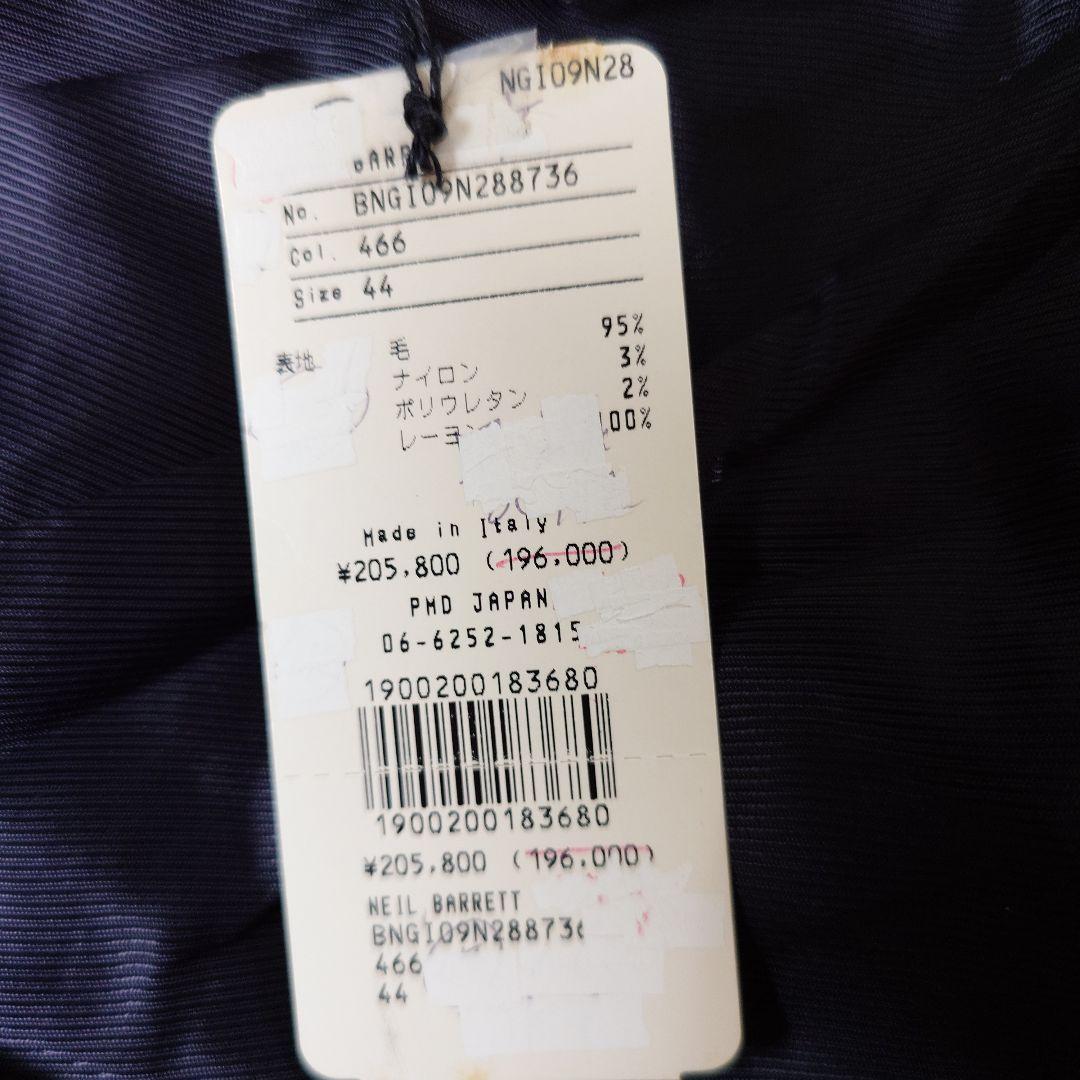 NGI09N28
No. BNGI09N288736
Col. 466
Size 44
表地 毛 95%
ナイロン 3%
ポリウレタン 2%
100%
Made in Italy
¥205,800 (196,000)
PMD JAPAN
06-6252-1815
1900200183680
1900200183680
¥205,800 (196,000)
NEIL BARRETT
BNGI09N288736
466
44